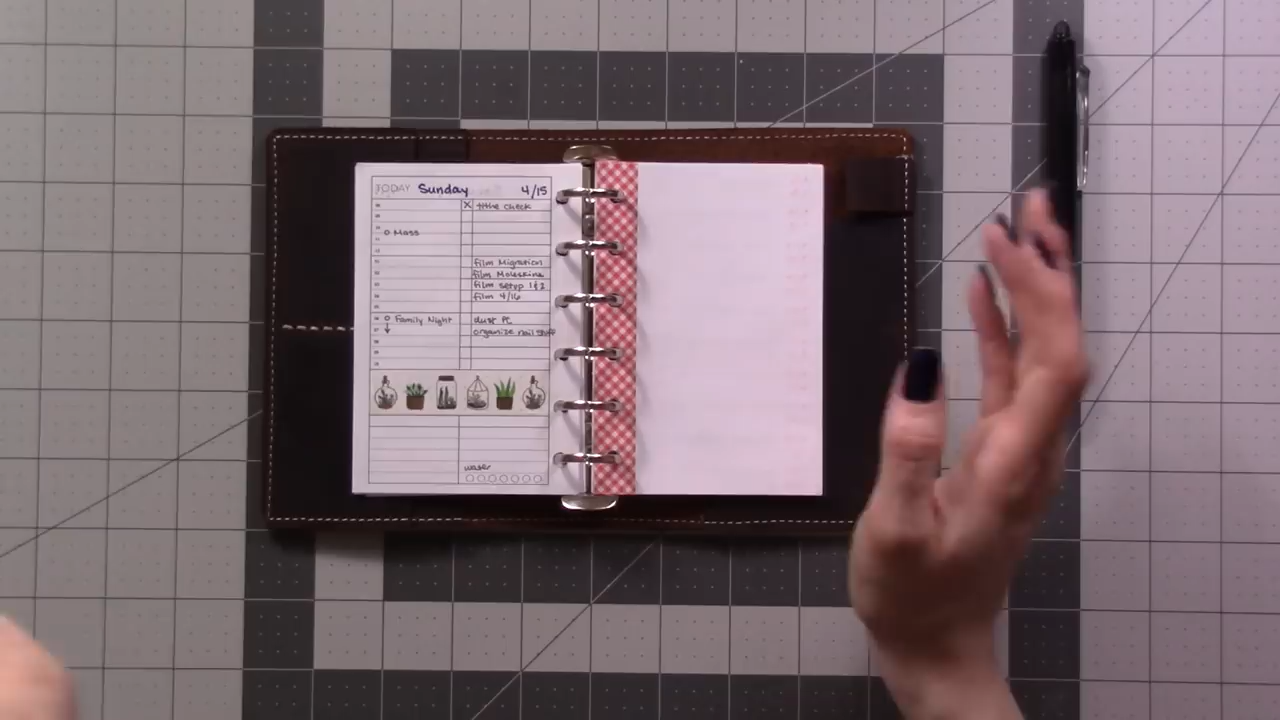 TODAY Sunday 4/15
X tithe check
o Mass
film Migration
film Moleskine
film setup 1&2
film 4/16
o Family Night
dust PC
organize nail stuff
water